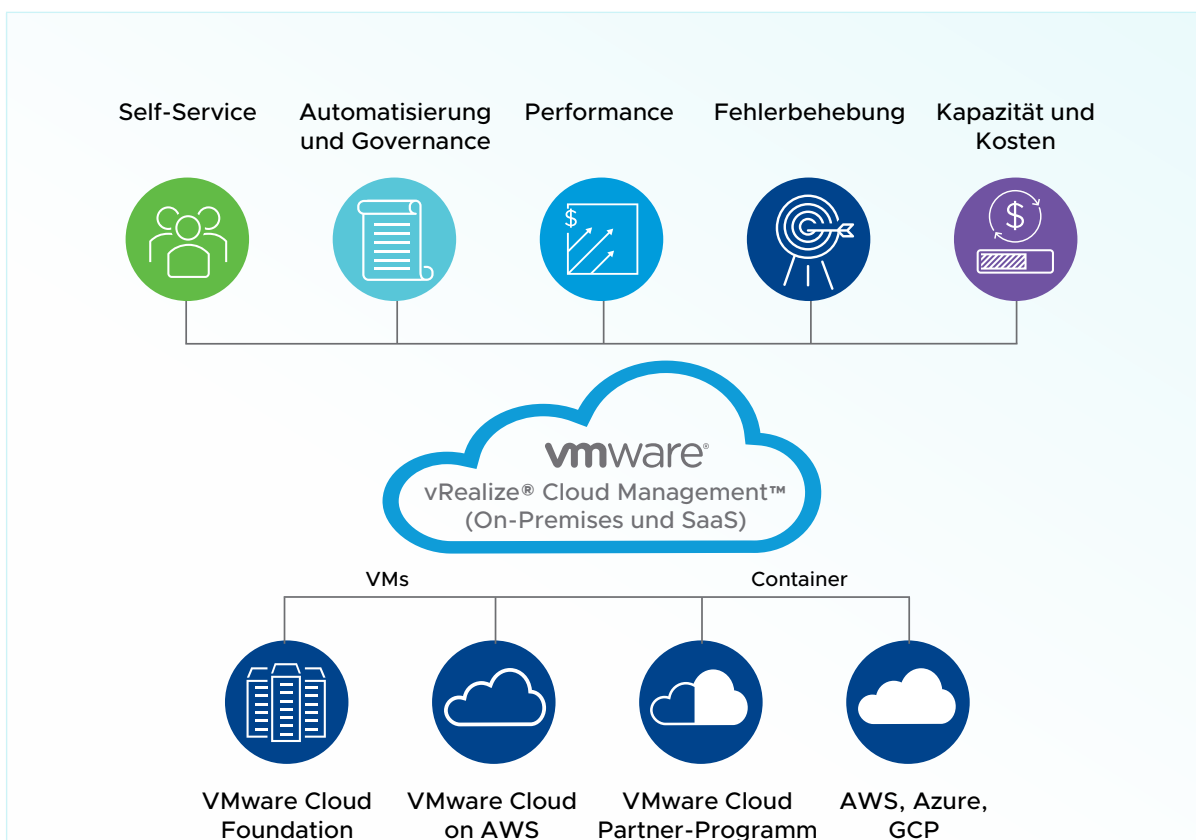 Self-Service
Automatisierung
und Governance
Performance
Fehlerbehebung
Kapazität und
Kosten
$
$
vmware®
vRealize® Cloud Management™
(On-Premises und SaaS)
VMs
Container
VMware Cloud
Foundation
VMware Cloud
on AWS
VMware Cloud
Partner-Programm
AWS, Azure,
GCP